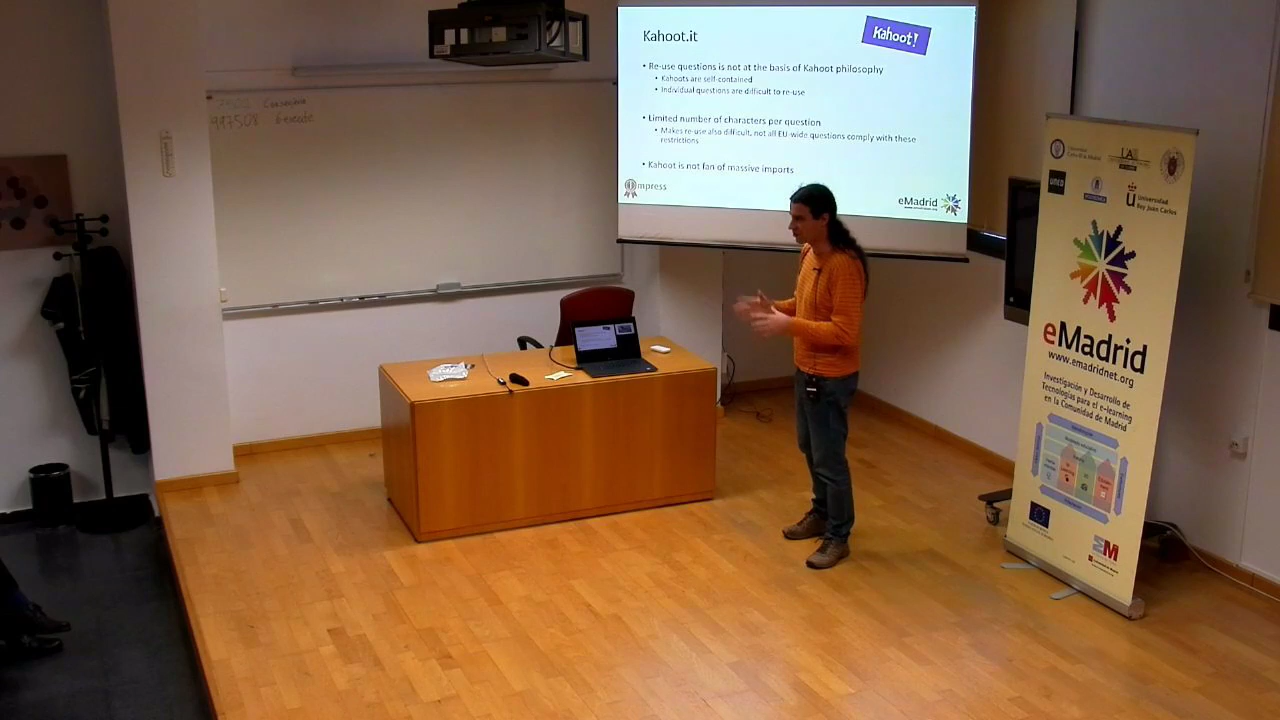 Kahoot.it
Kahoot!
• Re-use questions is not at the basis of Kahoot philosophy
• Kahoots are self-contained
• Individual questions are difficult to re-use
• Limited number of characters per question
• Makes re-use also difficult, not all EU-wide questions comply with these
restrictions
• Kahoot is not fan of massive imports
mpress
eMadrid
997508
UNED
Universidad
Rey Juan Carlos
eMadrid
www.emadridnet.org
Investigación y Desarrollo de
Tecnologías para el e-learning
en la Comunidad de Madrid
EM